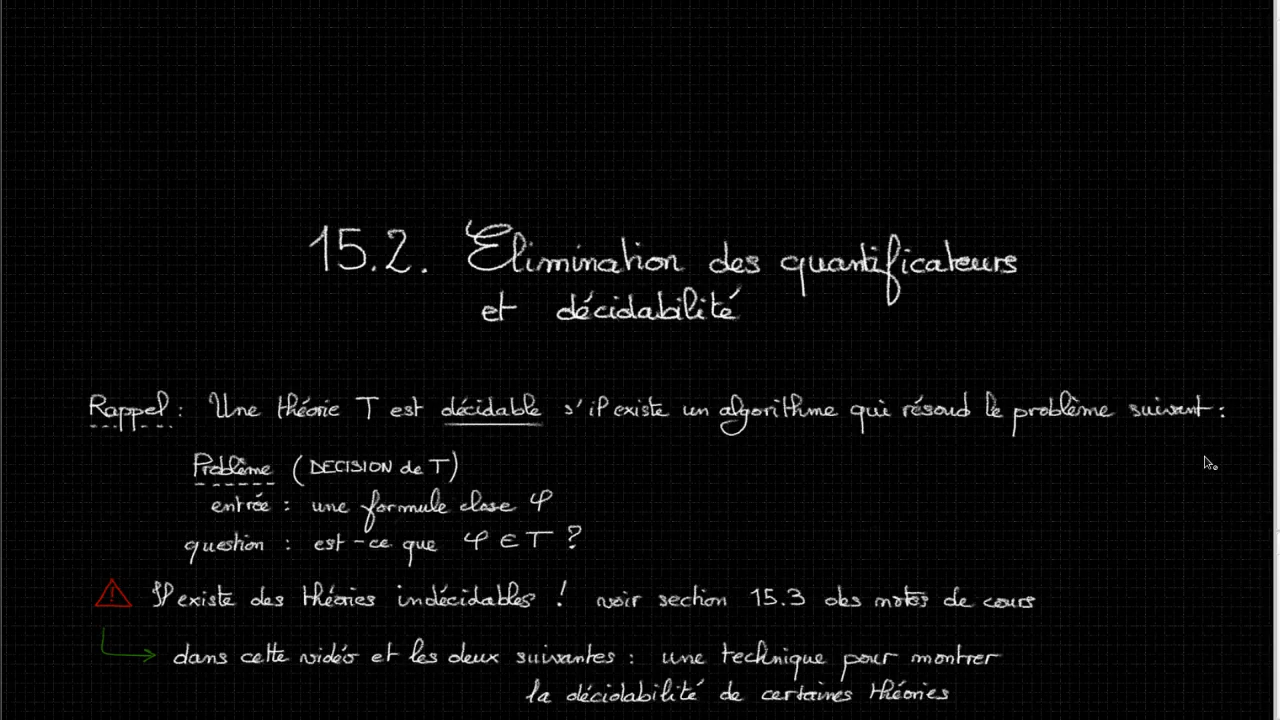 15.2. Elimination des quantificateurs
et décidabilité
Rappel : Une théorie T est décidable s'il existe un algorithme qui résoud le problème suivant :
Problème (DECISION de T)
entrée : une formule close φ
question : est-ce que φ ∈ T ?
! Il existe des théories indécidables ! voir section 15.3 des notes de cours
dans cette vidéo et les deux suivantes : une technique pour montrer
la décidabilité de certaines théories